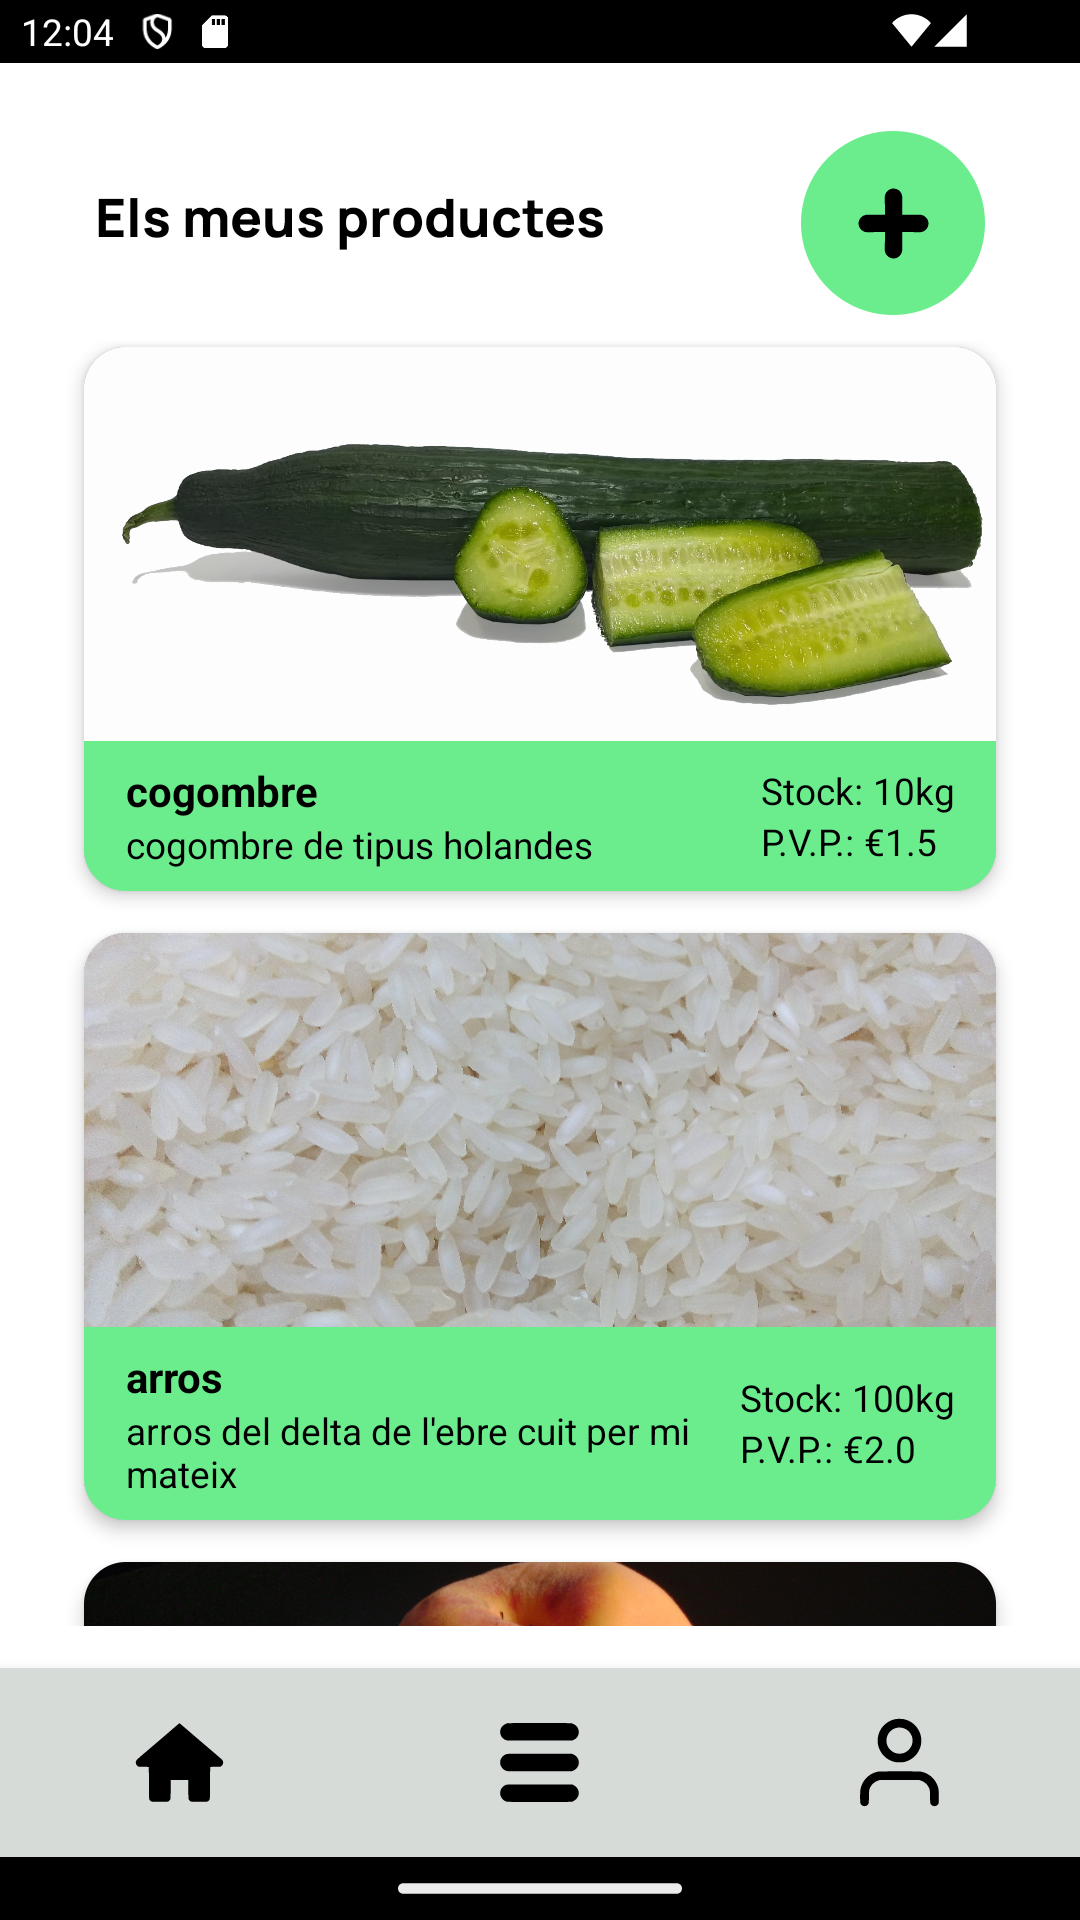 12:04
Els meus productes
cogombre
cogombre de tipus holandes
Stock: 10kg
P.V.P.: €1.5
arros
arros del delta de l'ebre cuit per mi
mateix
Stock: 100kg
P.V.P.: €2.0